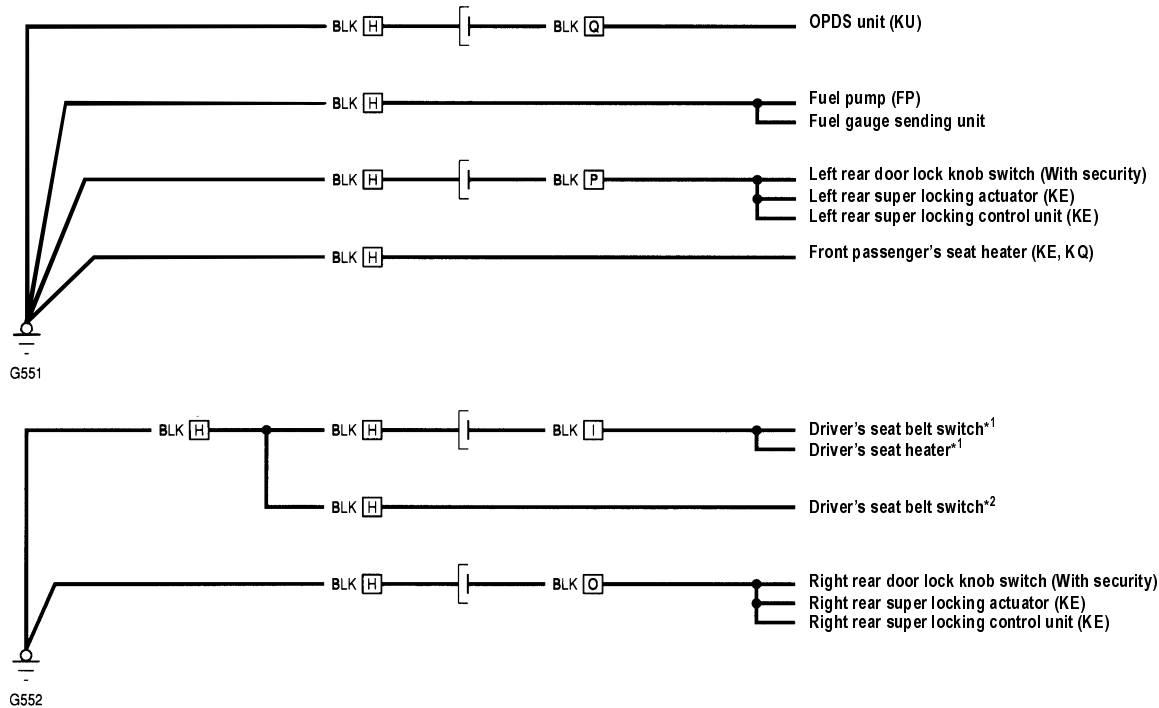 BLK H BLK Q OPDS unit (KU)
BLK H Fuel pump (FP)
Fuel gauge sending unit
BLK H BLK P Left rear door lock knob switch (With security)
Left rear super locking actuator (KE)
Left rear super locking control unit (KE)
BLK H Front passenger's seat heater (KE, KQ)
G551
BLK H BLK H BLK I Driver's seat belt switch*1
Driver's seat heater*1
BLK H Driver's seat belt switch*2
BLK H BLK O Right rear door lock knob switch (With security)
Right rear super locking actuator (KE)
Right rear super locking control unit (KE)
G552